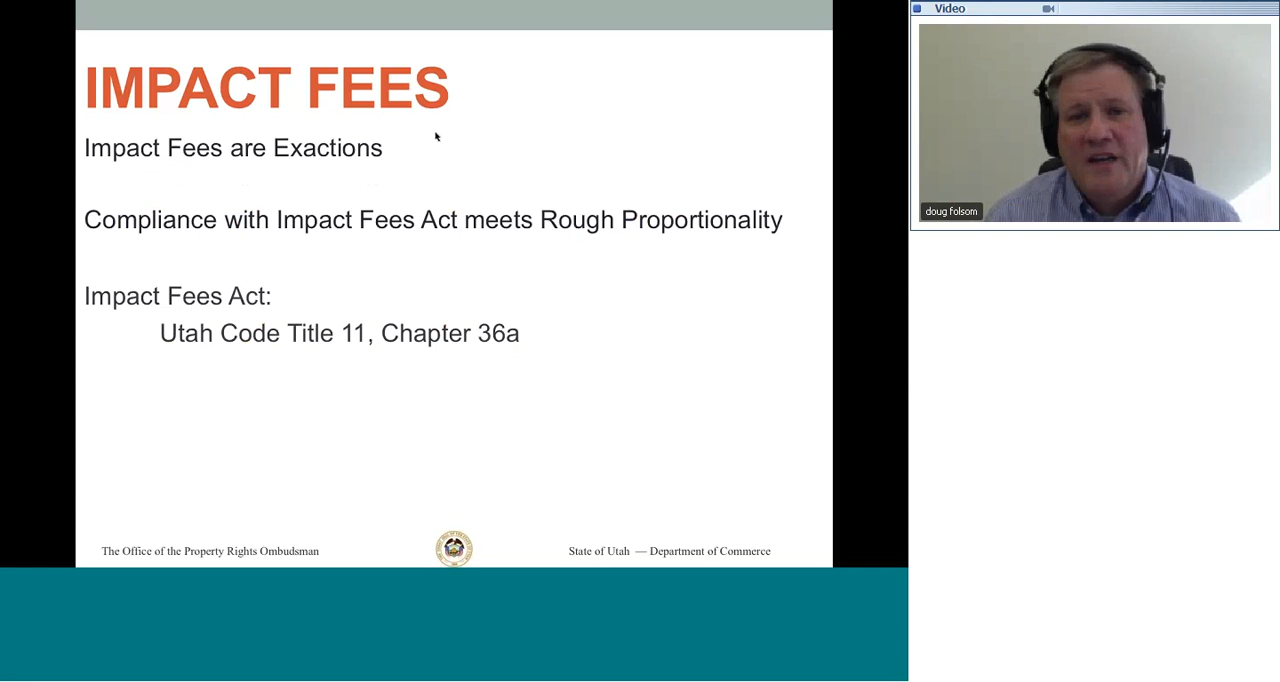 IMPACT FEES
Impact Fees are Exactions
Compliance with Impact Fees Act meets Rough Proportionality
Impact Fees Act:
Utah Code Title 11, Chapter 36a
The Office of the Property Rights Ombudsman
State of Utah — Department of Commerce
Video
doug folsom